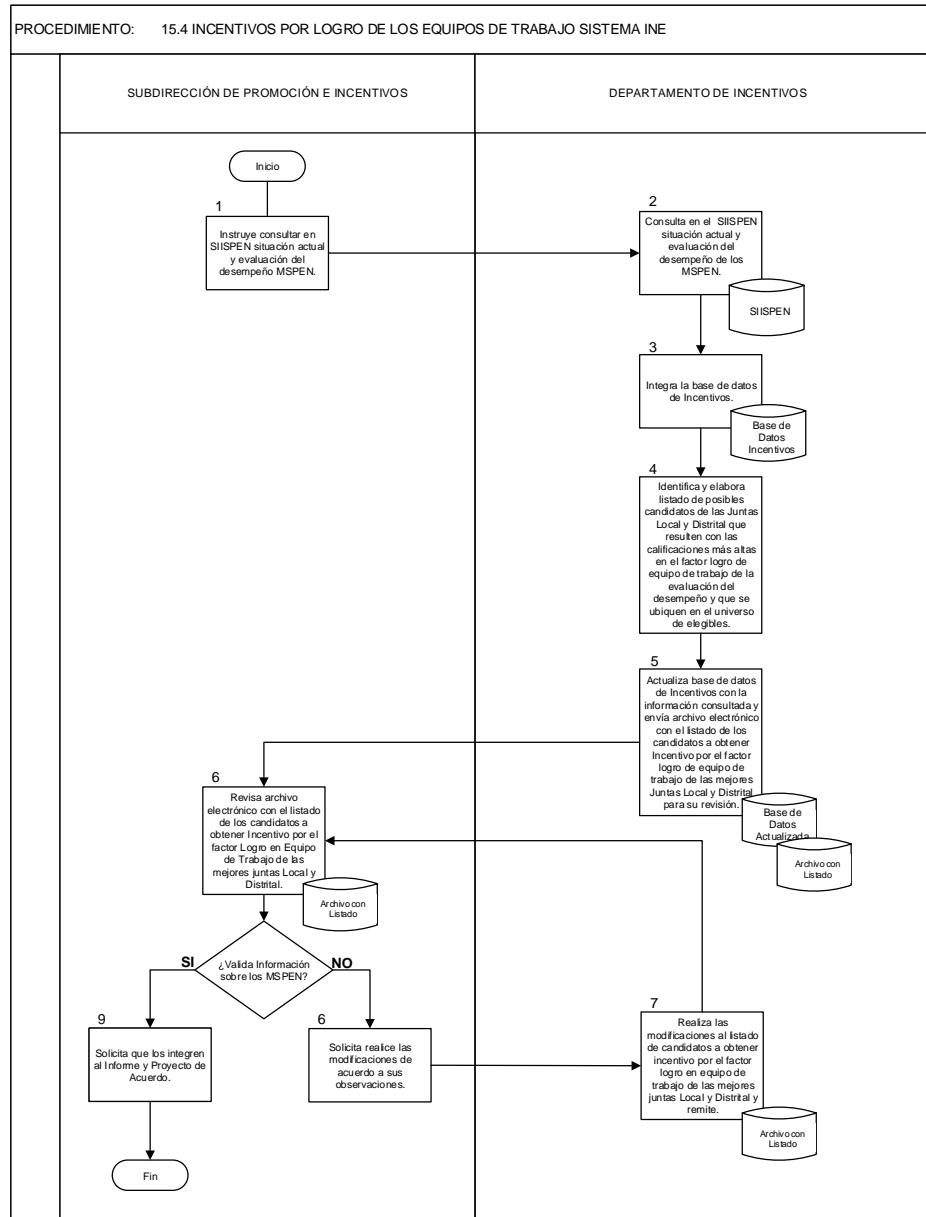 PROCEDIMIENTO: 15.4 INCENTIVOS POR LOGRO DE LOS EQUIPOS DE TRABAJO SISTEMA INE
SUBDIRECCIÓN DE PROMOCIÓN E INCENTIVOS
DEPARTAMENTO DE INCENTIVOS
Inicio
1
Instruye consultar en
SIISPEN situación actual
y evaluación del
desempeño MSPEN.
2
Consulta en el SIISPEN
situación actual y
evaluación del
desempeño de los
MSPEN.
SIISPEN
3
Integra la base de datos
de Incentivos.
Base de
Datos
Incentivos
4
Identifica y elabora
listado de posibles
candidatos de las Juntas
Local y Distrital que
resulten con las
calificaciones más altas
en el factor logro de
equipo de trabajo de la
evaluación del
desempeño y que se
ubiquen en el universo
de elegibles.
5
Actualiza base de datos
de Incentivos con la
información consultada y
envía archivo electrónico
con el listado de los
candidatos a obtener
Incentivo por el factor
logro de equipo de
trabajo de las mejores
Juntas Local y Distrital
para su revisión.
Base de
Datos
Actualizada
Archivo con
Listado
6
Revisa archivo
electrónico con el listado
de los candidatos a
obtener Incentivo por el
factor Logro en Equipo
de Trabajo de las
mejores juntas Local y
Distrital.
Archivo con
Listado
¿Valida Información
sobre los MSPEN?
SI
NO
9
Solicita que los integren
al Informe y Proyecto de
Acuerdo.
6
Solicita realice las
modificaciones de
acuerdo a sus
observaciones.
7
Realiza las
modificaciones al listado
de candidatos a obtener
incentivo por el factor
logro en equipo de
trabajo de las mejores
juntas Local y Distrital y
remite.
Archivo con
Listado
Fin